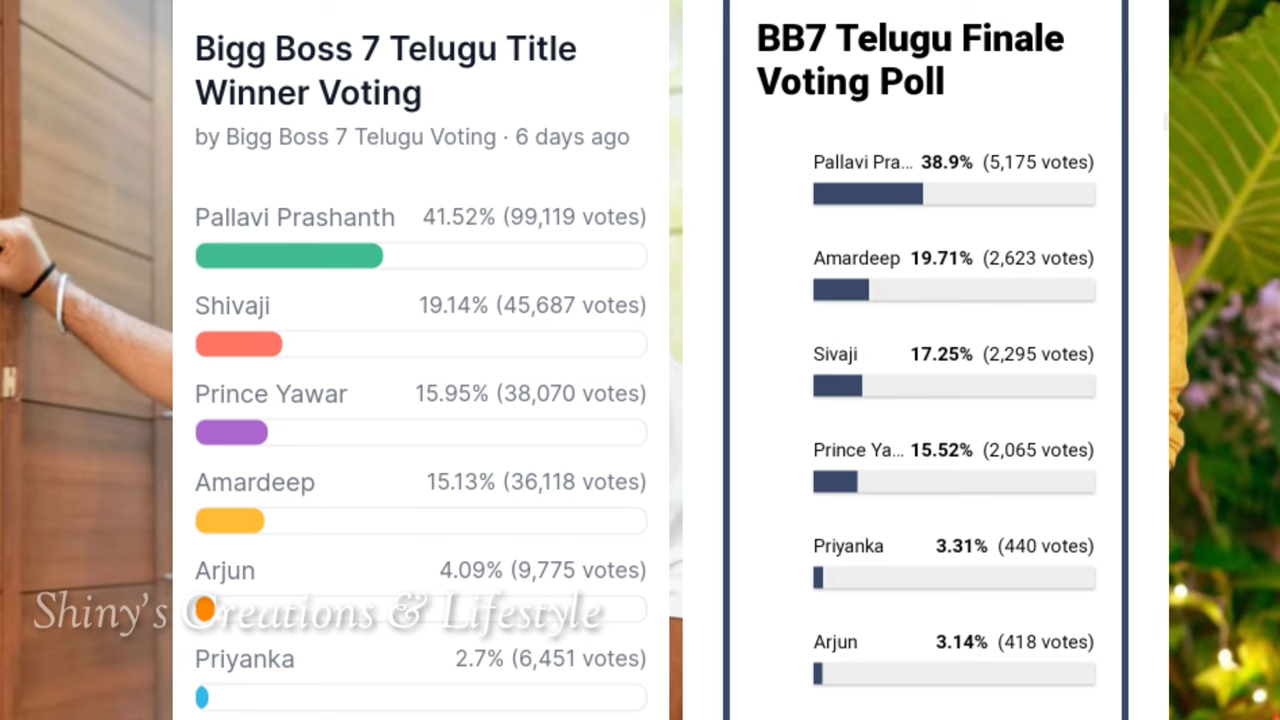 Bigg Boss 7 Telugu Title
Winner Voting
by Bigg Boss 7 Telugu Voting · 6 days ago
Pallavi Prashanth 41.52% (99,119 votes)
Shivaji 19.14% (45,687 votes)
Prince Yawar 15.95% (38,070 votes)
Amardeep 15.13% (36,118 votes)
Arjun 4.09% (9,775 votes)
Shiny's Creations & Lifestyle
Priyanka 2.7% (6,451 votes)
BB7 Telugu Finale
Voting Poll
Pallavi Pra... 38.9% (5,175 votes)
Amardeep 19.71% (2,623 votes)
Sivaji 17.25% (2,295 votes)
Prince Ya... 15.52% (2,065 votes)
Priyanka 3.31% (440 votes)
Arjun 3.14% (418 votes)